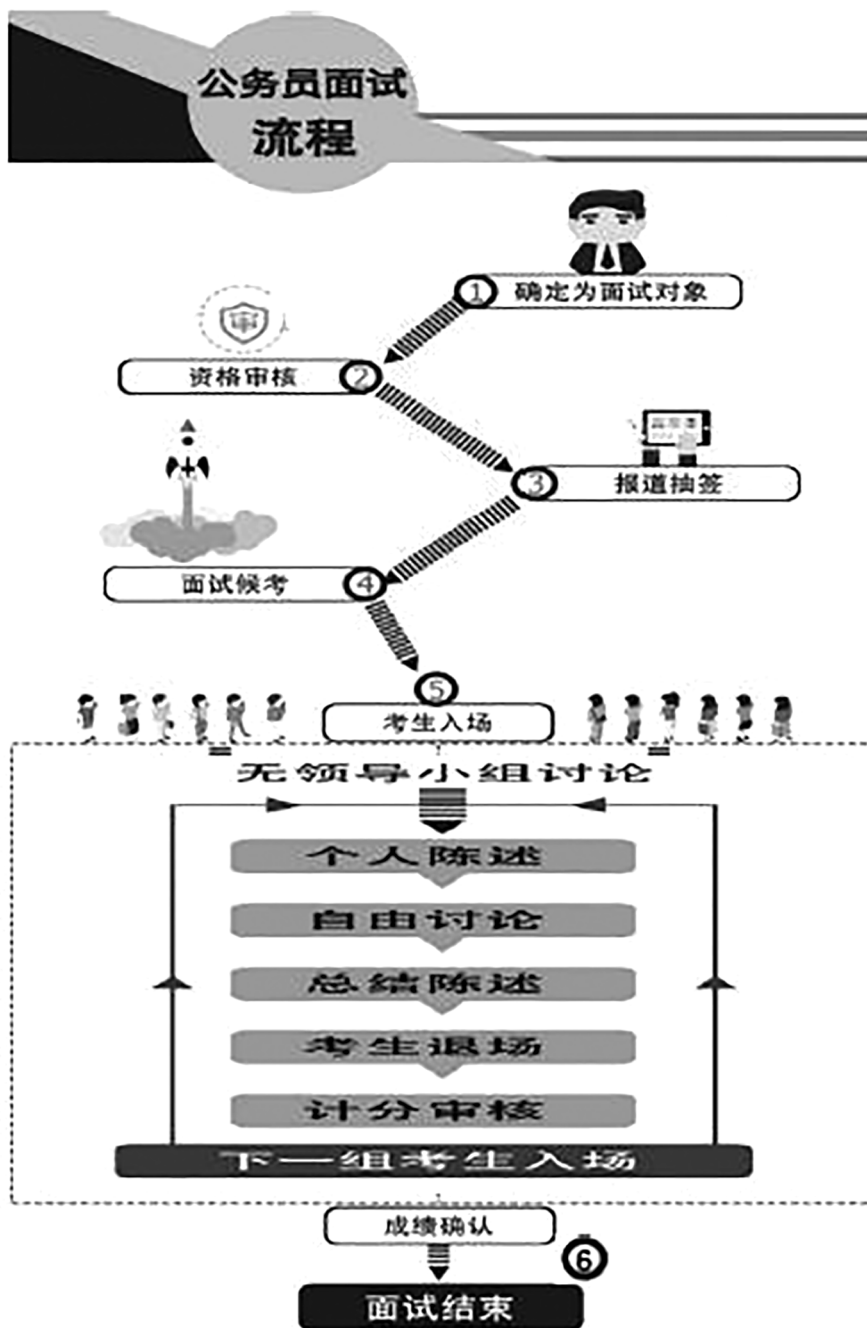 公务员面试
流程
① 确定为面试对象
资格审核 ②
③ 报道抽签
面试候考 ④
⑤
考生入场
无领导小组讨论
个人陈述
自由讨论
总结陈述
考生退场
计分审核
下一组考生入场
成绩确认
⑥
面试结束